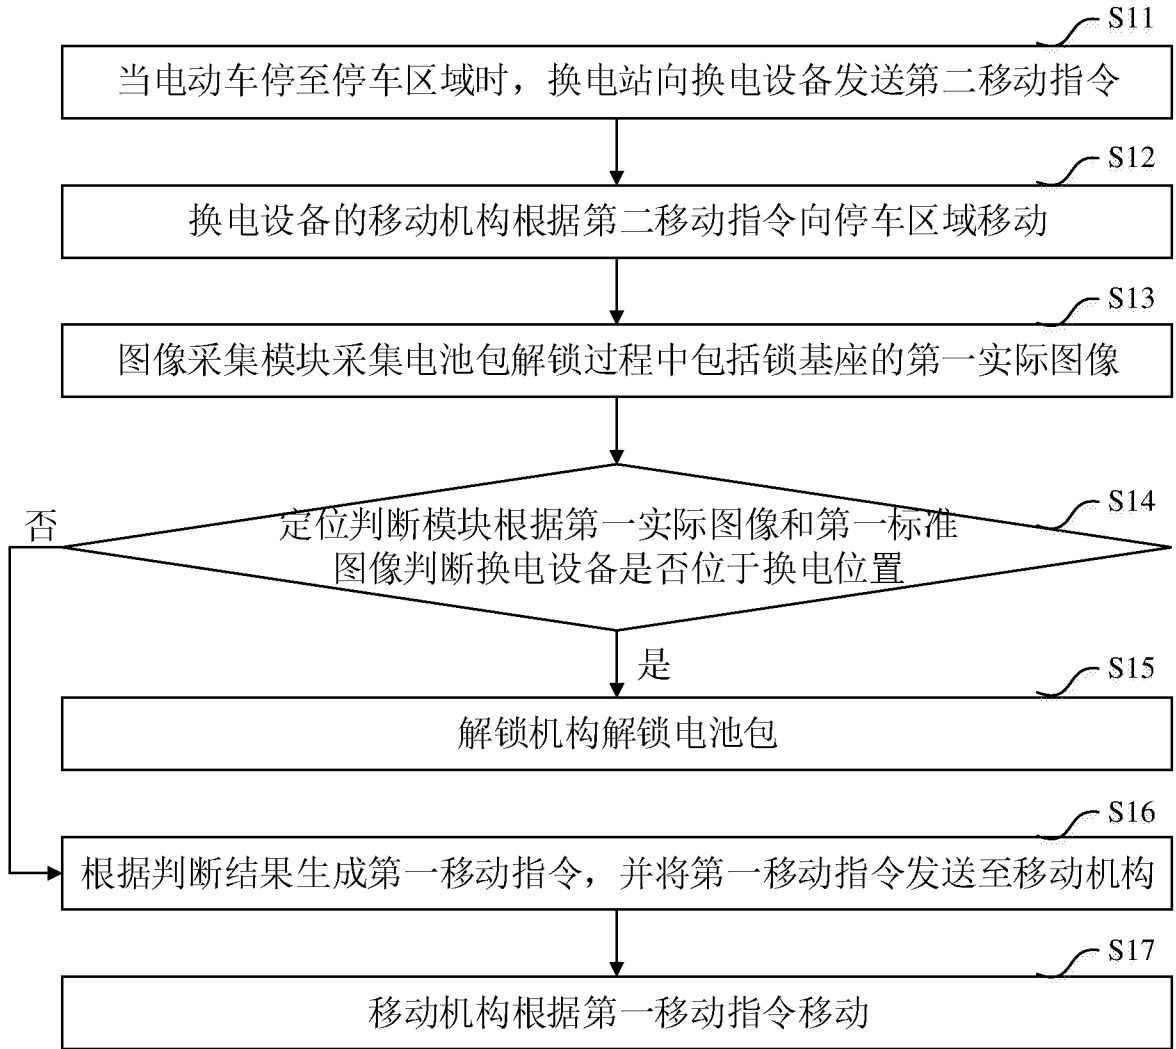 S11
当电动车停至停车区域时，换电站向换电设备发送第二移动指令
S12
换电设备的移动机构根据第二移动指令向停车区域移动
S13
图像采集模块采集电池包解锁过程中包括锁基座的第一实际图像
S14
否
定位判断模块根据第一实际图像和第一标准
图像判断换电设备是否位于换电位置
是
S15
解锁机构解锁电池包
S16
根据判断结果生成第一移动指令，并将第一移动指令发送至移动机构
S17
移动机构根据第一移动指令移动